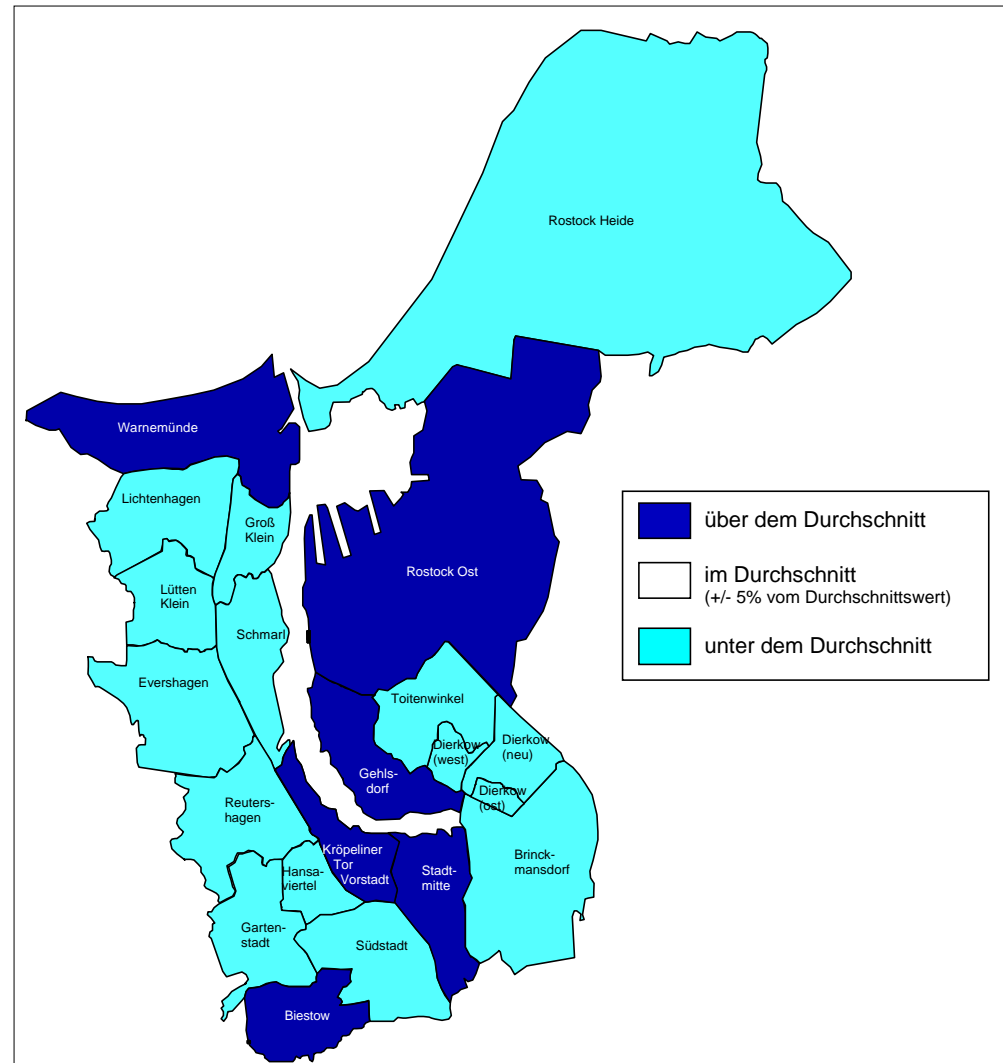 Rostock Heide
Warnemünde
Lichtenhagen
Groß
Klein
Rostock Ost
Lütten
Klein
Schmarl
Evershagen
Toitenwinkel
Dierkow
(west)
Dierkow
(neu)
Gehls-
dorf
Dierkow
(ost)
Reuters-
hagen
Kröpeliner
Tor
Vorstadt
Hansa-
viertel
Stadt-
mitte
Brinck-
mansdorf
Garten-
stadt
Südstadt
Biestow
über dem Durchschnitt
im Durchschnitt
(+/- 5% vom Durchschnittswert)
unter dem Durchschnitt